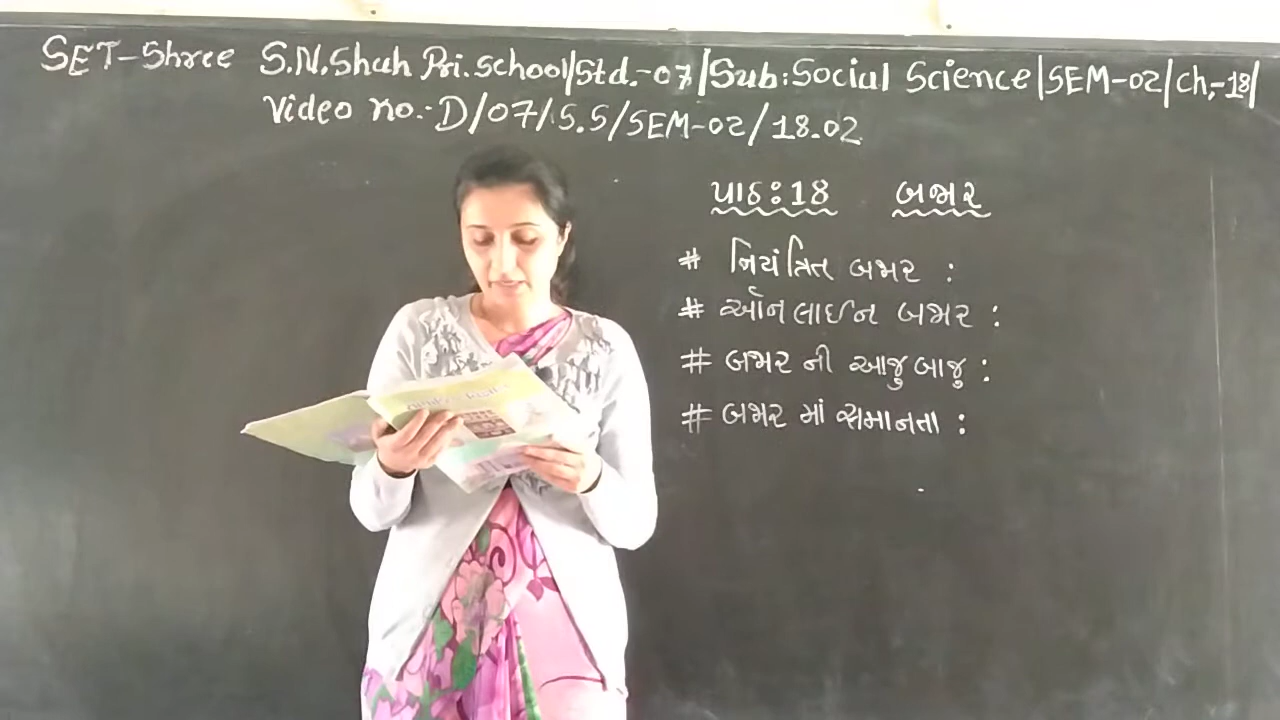 SET-Shree S.N.Shah Pri.School/Std.-07/Sub:Social Science/SEM-02/Ch,-18/
Video no.-D/07/S.S/SEM-02/18.02
પાઠ:18 બજાર
# નિયંત્રિત બજાર :
# ઓનલાઈન બજાર :
# બજાર ની આજુબાજુ :
# બજાર માં સમાનતા :